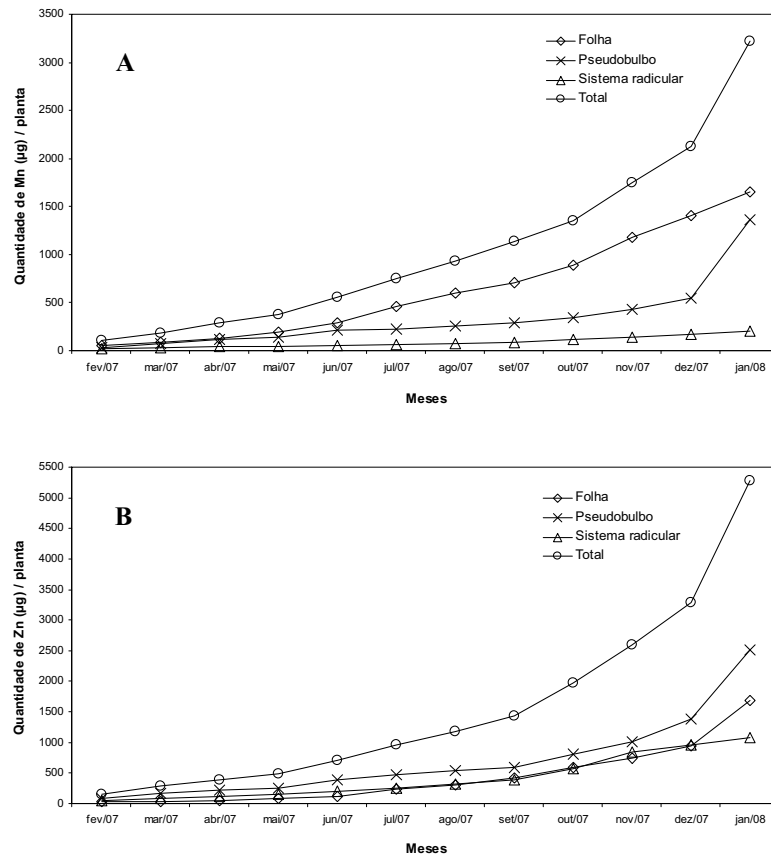 3500
3000
2500
2000
1500
1000
500
0
Quantidade de Mn (µg) / planta
A
Folha
Pseudobulbo
Sistema radicular
Total
fev/07 mar/07 abr/07 mai/07 jun/07 jul/07 ago/07 set/07 out/07 nov/07 dez/07 jan/08
Meses
5500
5000
4500
4000
3500
3000
2500
2000
1500
1000
500
0
Quantidade de Zn (µg) / planta
B
Folha
Pseudobulbo
Sistema radicular
Total
fev/07 mar/07 abr/07 mai/07 jun/07 jul/07 ago/07 set/07 out/07 nov/07 dez/07 jan/08
Meses